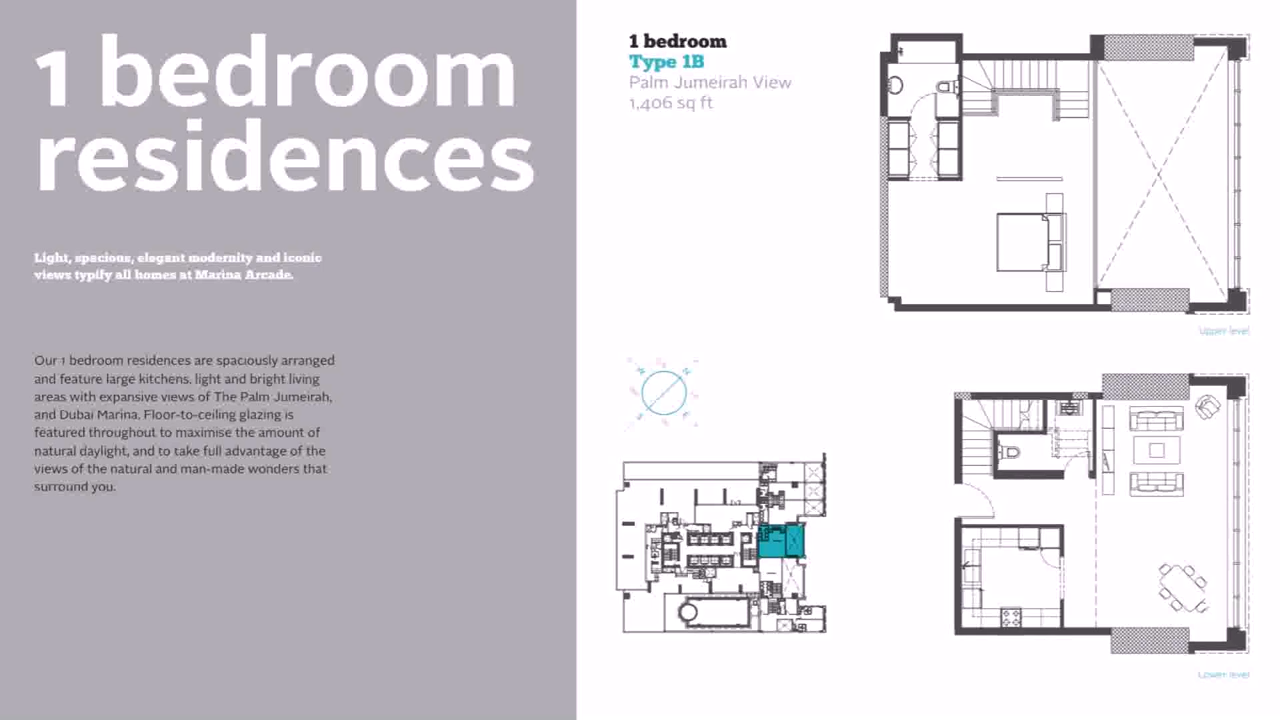 1 bedroom
residences
Light, spacious, elegant modernity and iconic
views typify all homes at Marina Arcade.
Our 1 bedroom residences are spaciously arranged
and feature large kitchens, light and bright living
areas with expansive views of The Palm Jumeirah,
and Dubai Marina. Floor-to-ceiling glazing is
featured throughout to maximise the amount of
natural daylight, and to take full advantage of the
views of the natural and man-made wonders that
surround you.
1 bedroom
Type 1B
Palm Jumeirah View
1,406 sq ft
Upper level
Lower level